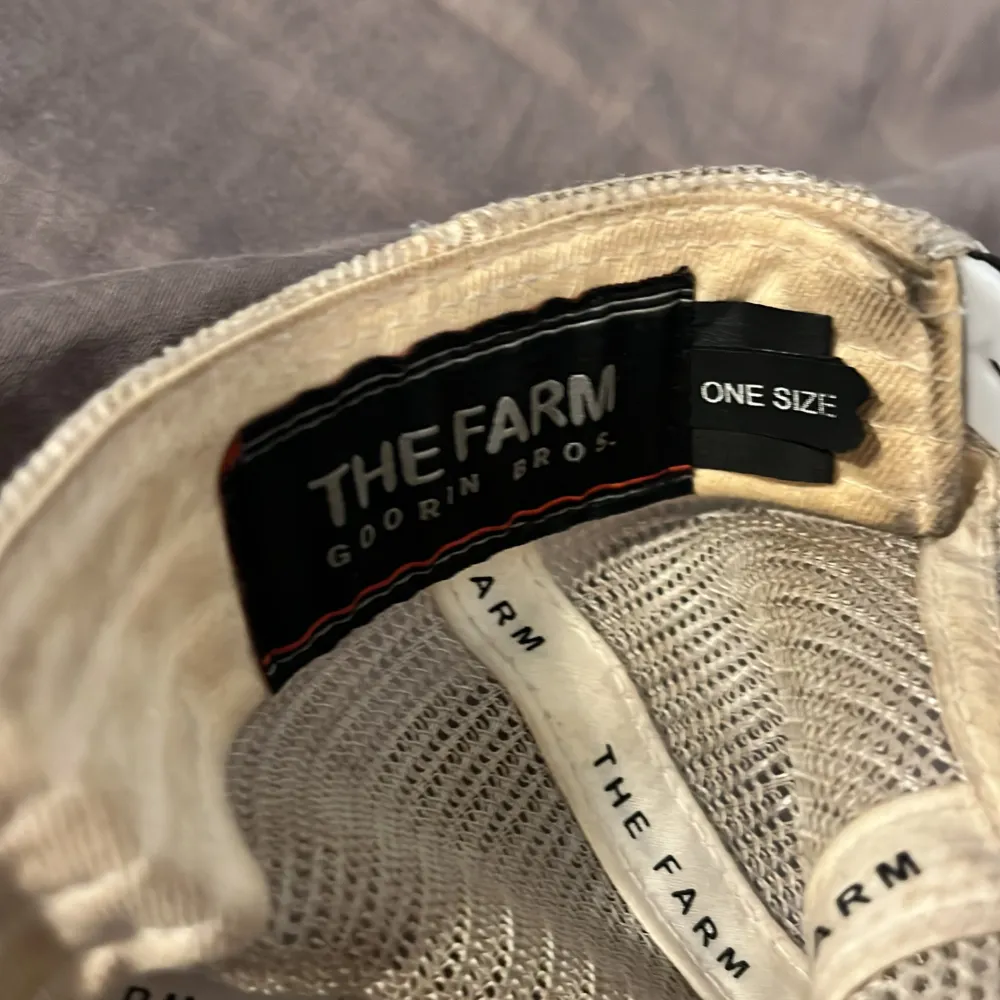 THE FARM
GOORIN BROS.
ONE SIZE
ARM
THE FARM
ARM